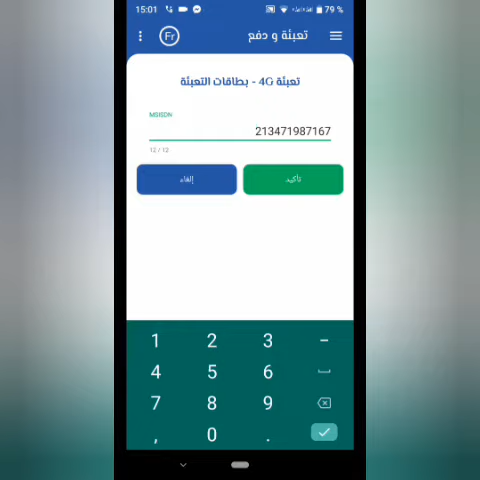 15:01
79 %
Fr
تعبئة و دفع
تعبئة 4G - بطاقات التعبئة
MSISDN
213471987167
12 / 12
إلغاء
تأكيد
1 2 3 -
4 5 6
7 8 9
, 0 .